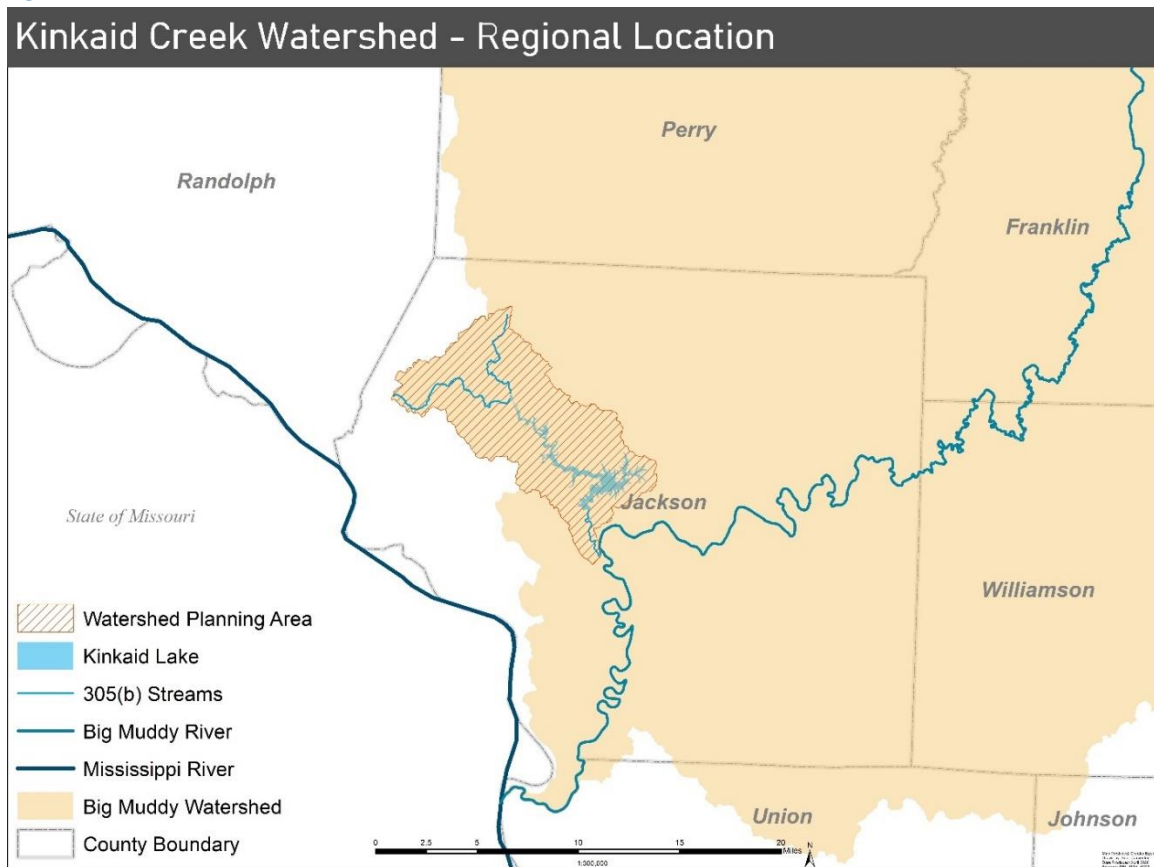 Kinkaid Creek Watershed - Regional Location
Perry
Randolph
Franklin
Jackson
State of Missouri
Williamson
Watershed Planning Area
Kinkaid Lake
305(b) Streams
Big Muddy River
Mississippi River
Big Muddy Watershed
County Boundary
Union
Johnson
0 2.5 5 10 15 20
Miles
1:300,000